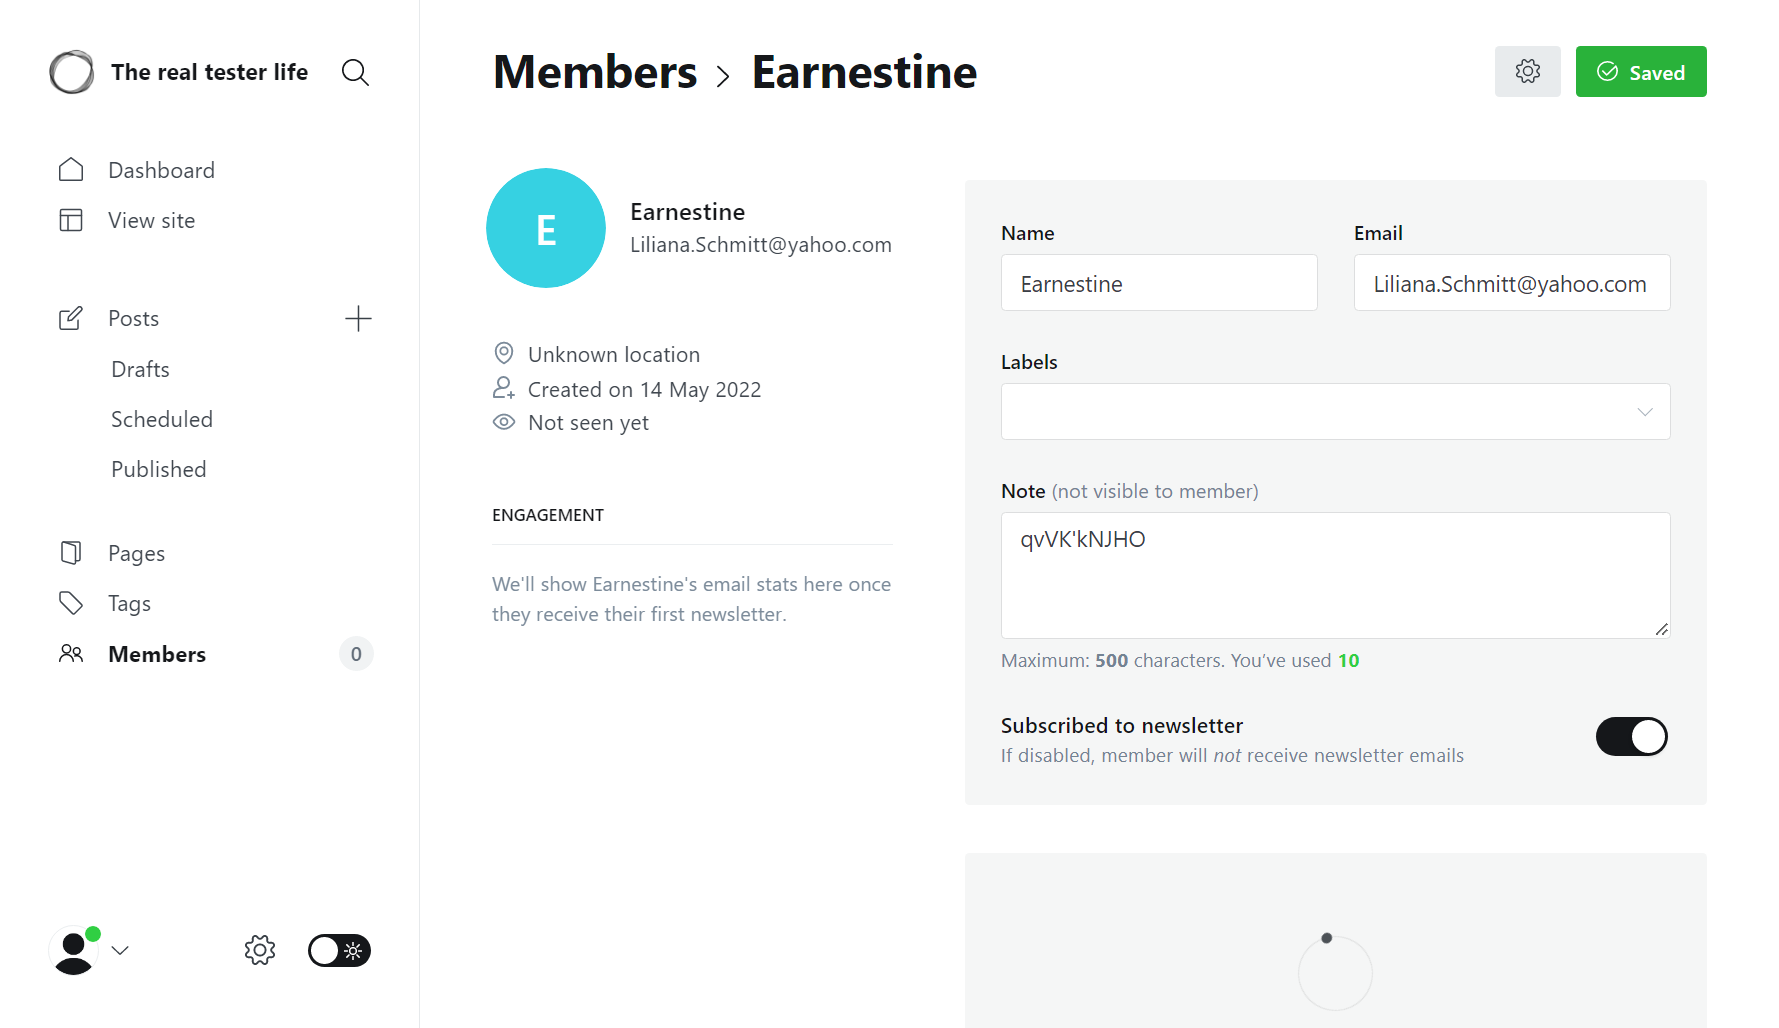 The real tester life
Dashboard
View site
Posts
Drafts
Scheduled
Published
Pages
Tags
Members 0
Members > Earnestine
Saved
E
Earnestine
Liliana.Schmitt@yahoo.com
Unknown location
Created on 14 May 2022
Not seen yet
ENGAGEMENT
We'll show Earnestine's email stats here once
they receive their first newsletter.
Name Email
Earnestine Liliana.Schmitt@yahoo.com
Labels
Note (not visible to member)
qvVK'kNJHO
Maximum: 500 characters. You’ve used 10
Subscribed to newsletter
If disabled, member will not receive newsletter emails